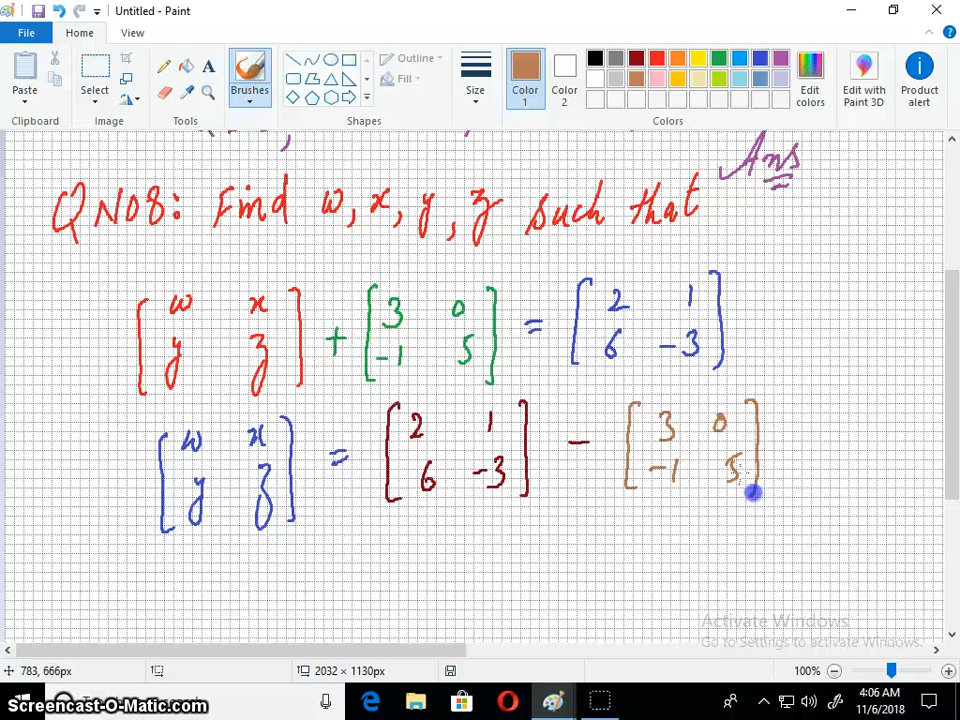 Untitled - Paint
File Home View
Paste Select Brushes Outline Fill Size Color 1 Color 2 Edit colors Edit with Paint 3D Product alert
Clipboard Image Tools Shapes Colors
Ans
QN08: Find w, x, y, z such that
[w x] + [3 0] = [2 1]
[y z] [-1 5] [6 -3]
[w x] = [2 1] - [3 0]
[y z] [6 -3] [-1 5]
Activate Windows
Go to Settings to activate Windows.
783, 666px 2032 × 1130px 100%
4:06 AM
11/6/2018
Screencast-O-Matic.com